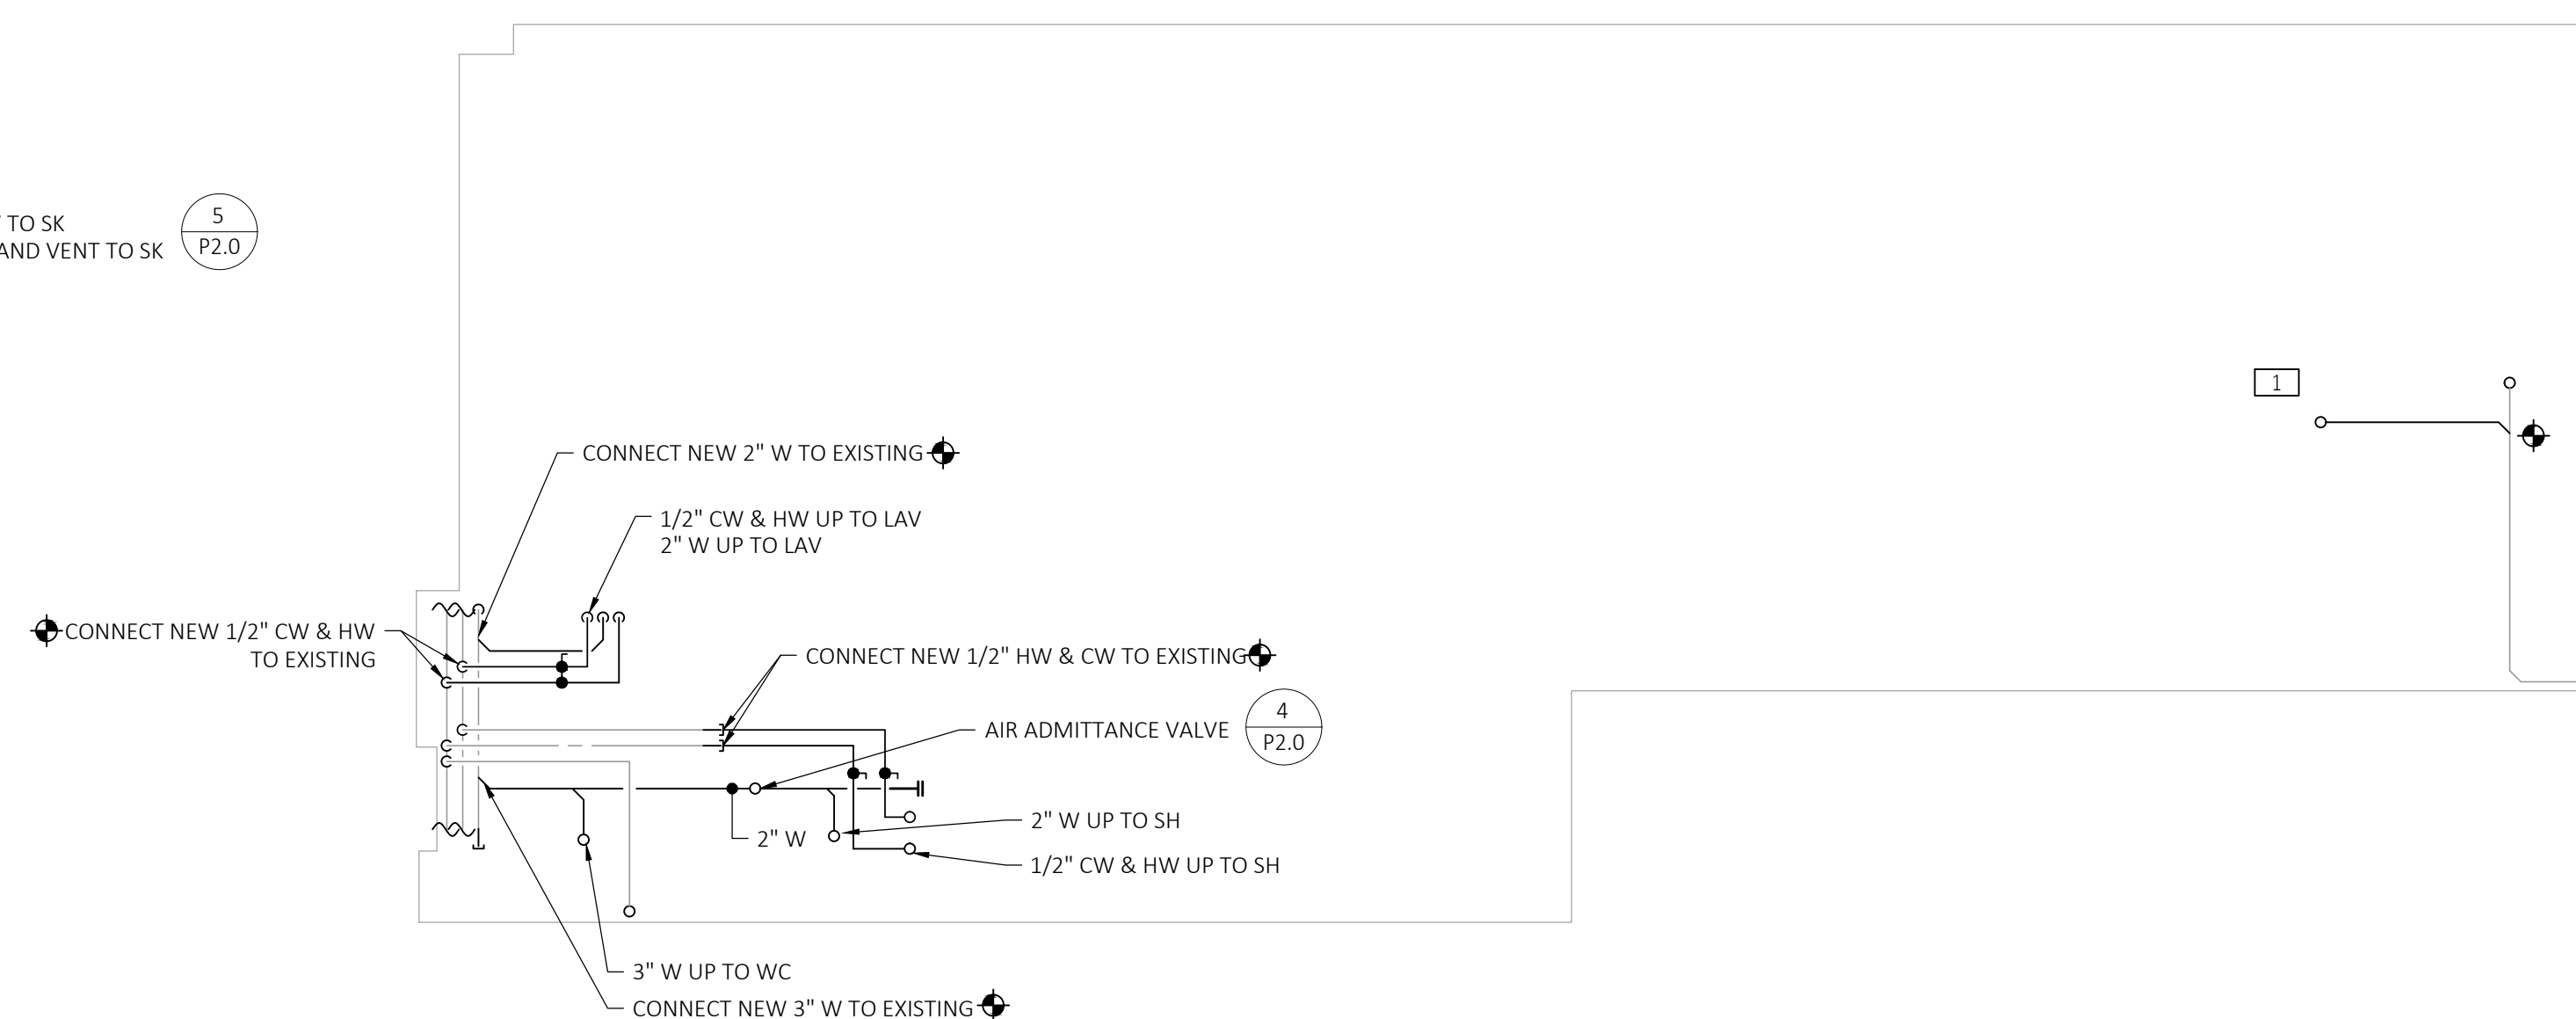 TO SK
AND VENT TO SK
5
P2.0
1
CONNECT NEW 2" W TO EXISTING
1/2" CW & HW UP TO LAV
2" W UP TO LAV
CONNECT NEW 1/2" CW & HW
TO EXISTING
CONNECT NEW 1/2" HW & CW TO EXISTING
AIR ADMITTANCE VALVE
4
P2.0
2" W
2" W UP TO SH
1/2" CW & HW UP TO SH
3" W UP TO WC
CONNECT NEW 3" W TO EXISTING